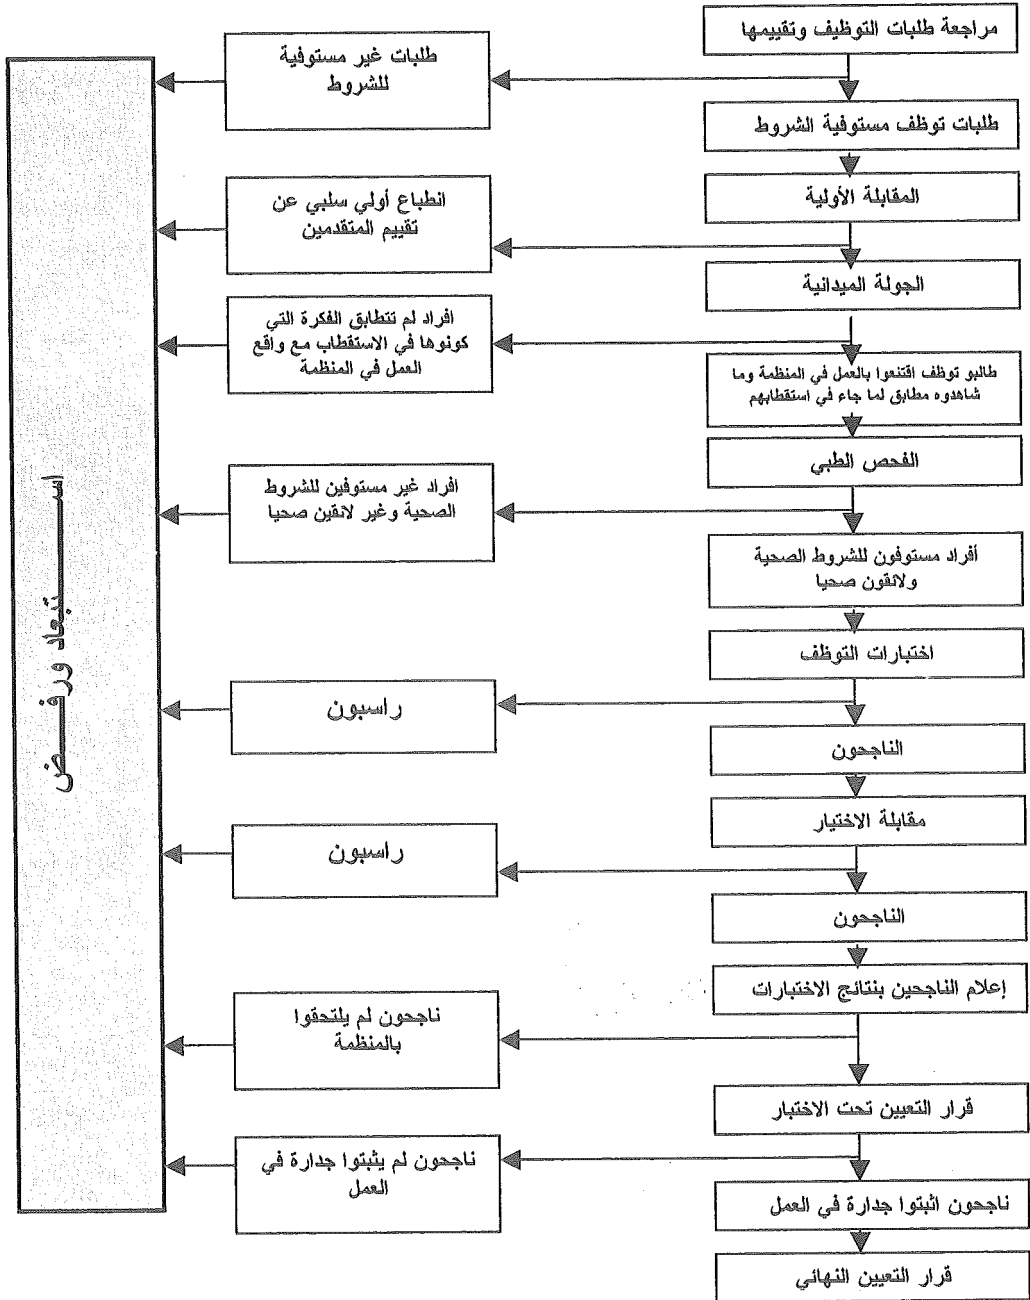 مراجعة طلبات التوظيف وتقييمها
طلبات غير مستوفية
للشروط
طلبات توظف مستوفية الشروط
المقابلة الأولية
انطباع أولي سلبي عن
تقييم المتقدمين
الجولة الميدانية
افراد لم تتطابق الفكرة التي
كونوها في الاستقطاب مع واقع
العمل في المنظمة
طالبو توظف اقتنعوا بالعمل في المنظمة وما
شاهدوه مطابق لما جاء في استقطابهم
الفحص الطبي
افراد غير مستوفين للشروط
الصحية وغير لائقين صحيا
أفراد مستوفون للشروط الصحية
ولائقون صحيا
اختبارات التوظف
راسبون
الناجحون
مقابلة الاختيار
راسبون
الناجحون
إعلام الناجحين بنتائج الاختبارات
ناجحون لم يلتحقوا
بالمنظمة
قرار التعيين تحت الاختبار
ناجحون لم يثبتوا جدارة في
العمل
ناجحون اثبتوا جدارة في العمل
قرار التعيين النهائي
اســــــتبعاد ورفــــض